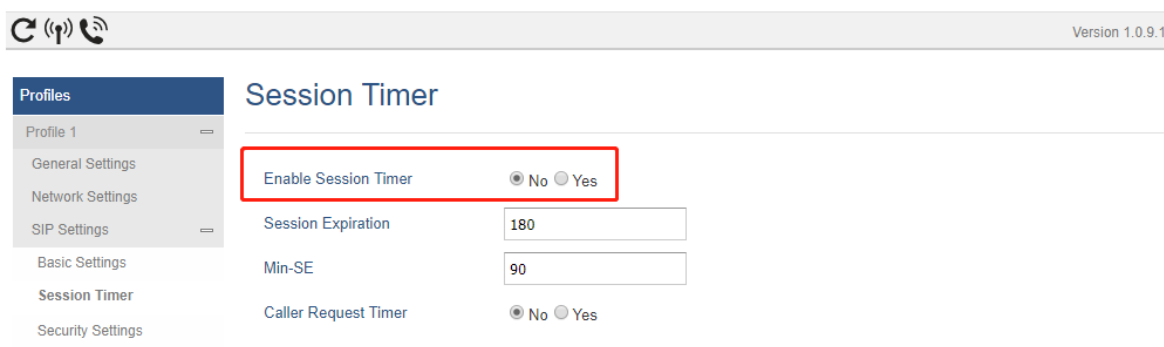 Version 1.0.9.1
Profiles
Profile 1
General Settings
Network Settings
SIP Settings
Basic Settings
Session Timer
Security Settings
Session Timer
Enable Session Timer No Yes
Session Expiration 180
Min-SE 90
Caller Request Timer No Yes